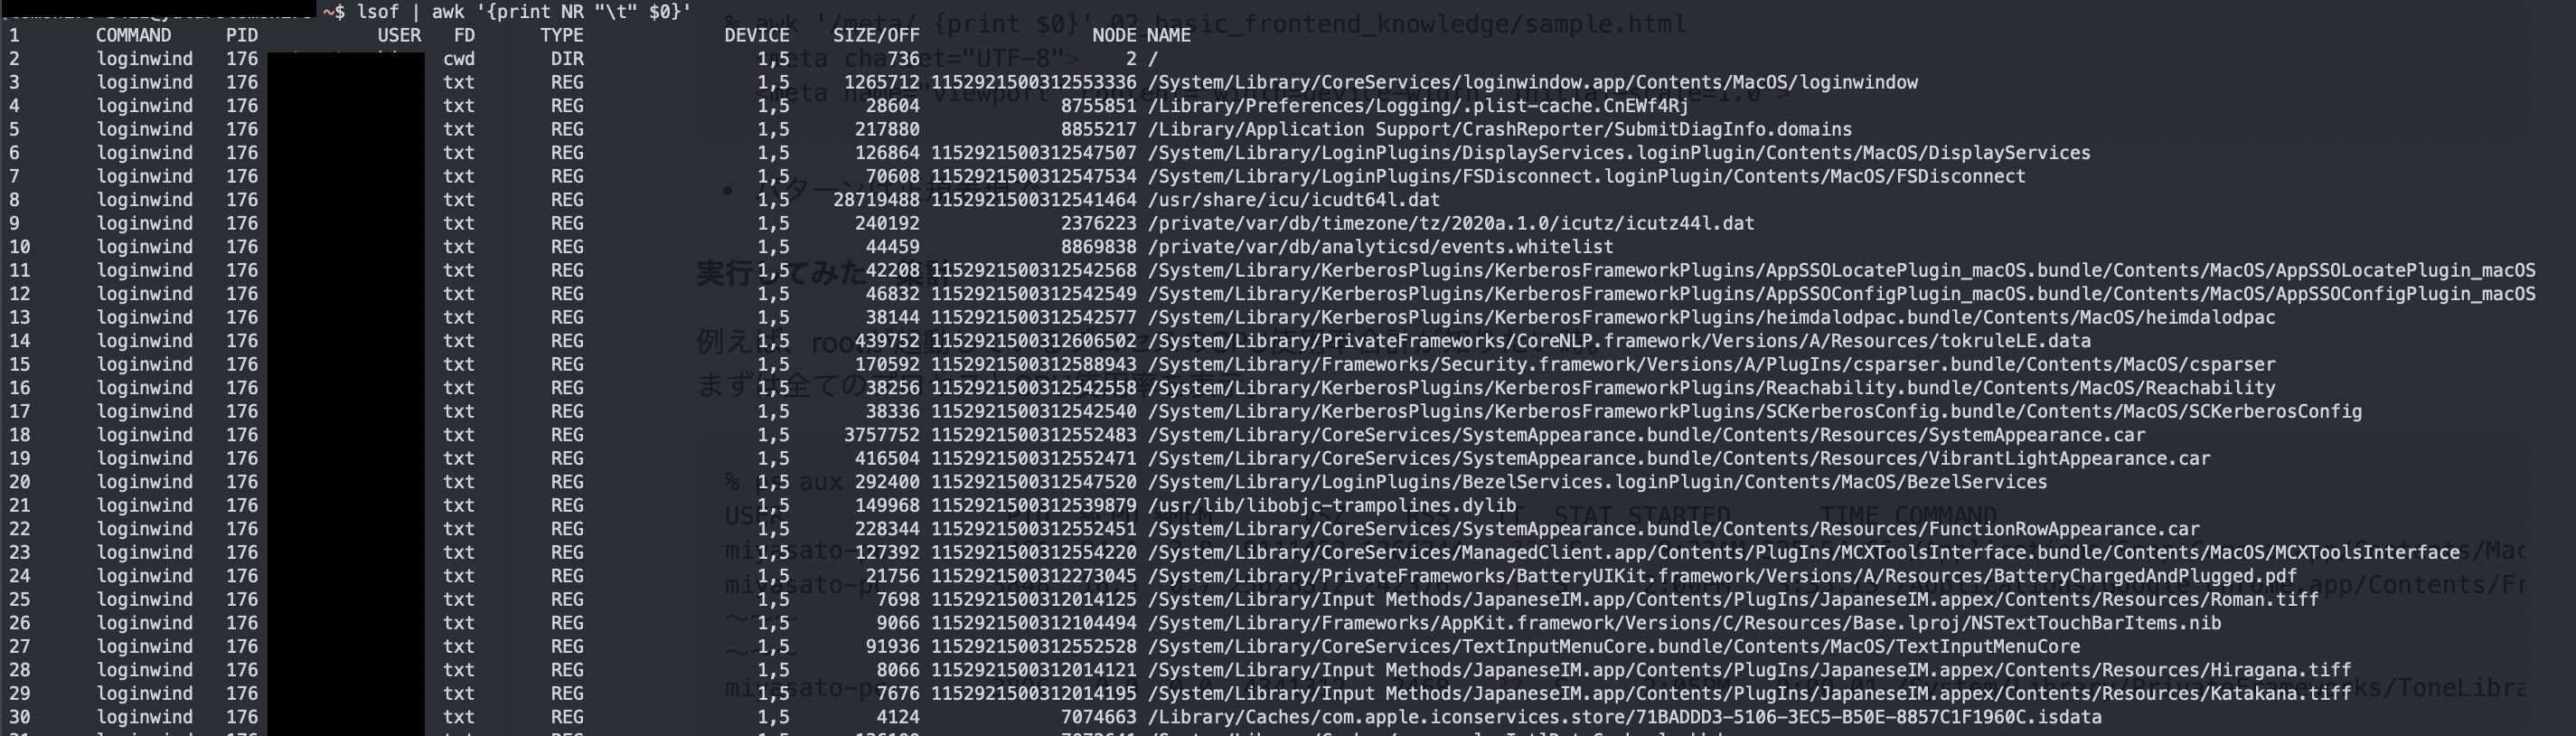 ~$ lsof | awk '{print NR "\t" $0}'
1 COMMAND PID USER FD TYPE DEVICE SIZE/OFF NODE NAME
2 loginwind 176 cwd DIR 1,5 736 2 /
3 loginwind 176 txt REG 1,5 1265712 1152921500312553336 /System/Library/CoreServices/loginwindow.app/Contents/MacOS/loginwindow
4 loginwind 176 txt REG 1,5 28604 8755851 /Library/Preferences/Logging/.plist-cache.CnEWf4Rj
5 loginwind 176 txt REG 1,5 217880 8855217 /Library/Application Support/CrashReporter/SubmitDiagInfo.domains
6 loginwind 176 txt REG 1,5 126864 1152921500312547507 /System/Library/LoginPlugins/DisplayServices.loginPlugin/Contents/MacOS/DisplayServices
7 loginwind 176 txt REG 1,5 70608 1152921500312547534 /System/Library/LoginPlugins/FSDisconnect.loginPlugin/Contents/MacOS/FSDisconnect
8 loginwind 176 txt REG 1,5 28719488 1152921500312541464 /usr/share/icu/icudt64l.dat
9 loginwind 176 txt REG 1,5 240192 2376223 /private/var/db/timezone/tz/2020a.1.0/icutz/icutz44l.dat
10 loginwind 176 txt REG 1,5 44459 8869838 /private/var/db/analyticsd/events.whitelist
11 loginwind 176 txt REG 1,5 42208 1152921500312542568 /System/Library/KerberosPlugins/KerberosFrameworkPlugins/AppSSOLocatePlugin_macOS.bundle/Contents/MacOS/AppSSOLocatePlugin_macOS
12 loginwind 176 txt REG 1,5 46832 1152921500312542549 /System/Library/KerberosPlugins/KerberosFrameworkPlugins/AppSSOConfigPlugin_macOS.bundle/Contents/MacOS/AppSSOConfigPlugin_macOS
13 loginwind 176 txt REG 1,5 38144 1152921500312542577 /System/Library/KerberosPlugins/KerberosFrameworkPlugins/heimdalodpac.bundle/Contents/MacOS/heimdalodpac
14 loginwind 176 txt REG 1,5 439752 1152921500312606502 /System/Library/PrivateFrameworks/CoreNLP.framework/Versions/A/Resources/tokruleLE.data
15 loginwind 176 txt REG 1,5 170592 1152921500312588043 /System/Library/Frameworks/Security.framework/Versions/A/PlugIns/csparser.bundle/Contents/MacOS/csparser
16 loginwind 176 txt REG 1,5 38256 1152921500312542558 /System/Library/KerberosPlugins/KerberosFrameworkPlugins/Reachability.bundle/Contents/MacOS/Reachability
17 loginwind 176 txt REG 1,5 38336 1152921500312542540 /System/Library/KerberosPlugins/KerberosFrameworkPlugins/SCKerberosConfig.bundle/Contents/MacOS/SCKerberosConfig
18 loginwind 176 txt REG 1,5 3757752 1152921500312552483 /System/Library/CoreServices/SystemAppearance.bundle/Contents/Resources/SystemAppearance.car
19 loginwind 176 txt REG 1,5 416504 1152921500312552471 /System/Library/CoreServices/SystemAppearance.bundle/Contents/Resources/VibrantLightAppearance.car
20 loginwind 176 txt REG 1,5 292400 1152921500312547520 /System/Library/LoginPlugins/BezelServices.loginPlugin/Contents/MacOS/BezelServices
21 loginwind 176 txt REG 1,5 149968 1152921500312539879 /usr/lib/libobjc-trampolines.dylib
22 loginwind 176 txt REG 1,5 228344 1152921500312552451 /System/Library/CoreServices/SystemAppearance.bundle/Contents/Resources/FunctionRowAppearance.car
23 loginwind 176 txt REG 1,5 127392 1152921500312554220 /System/Library/CoreServices/ManagedClient.app/Contents/PlugIns/MCXToolsInterface.bundle/Contents/MacOS/MCXToolsInterface
24 loginwind 176 txt REG 1,5 21756 1152921500312273045 /System/Library/PrivateFrameworks/BatteryUIKit.framework/Versions/A/Resources/BatteryChargedAndPlugged.pdf
25 loginwind 176 txt REG 1,5 7698 1152921500312014125 /System/Library/Input Methods/JapaneseIM.app/Contents/PlugIns/JapaneseIM.appex/Contents/Resources/Roman.tiff
26 loginwind 176 txt REG 1,5 9066 1152921500312104494 /System/Library/Frameworks/AppKit.framework/Versions/C/Resources/Base.lproj/NSTextTouchBarItems.nib
27 loginwind 176 txt REG 1,5 91936 1152921500312552528 /System/Library/CoreServices/TextInputMenuCore.bundle/Contents/MacOS/TextInputMenuCore
28 loginwind 176 txt REG 1,5 8066 1152921500312014121 /System/Library/Input Methods/JapaneseIM.app/Contents/PlugIns/JapaneseIM.appex/Contents/Resources/Hiragana.tiff
29 loginwind 176 txt REG 1,5 7676 1152921500312014195 /System/Library/Input Methods/JapaneseIM.app/Contents/PlugIns/JapaneseIM.appex/Contents/Resources/Katakana.tiff
30 loginwind 176 txt REG 1,5 4124 7074663 /Library/Caches/com.apple.iconservices.store/71BADDD3-5106-3EC5-B50E-8857C1F1960C.isdata